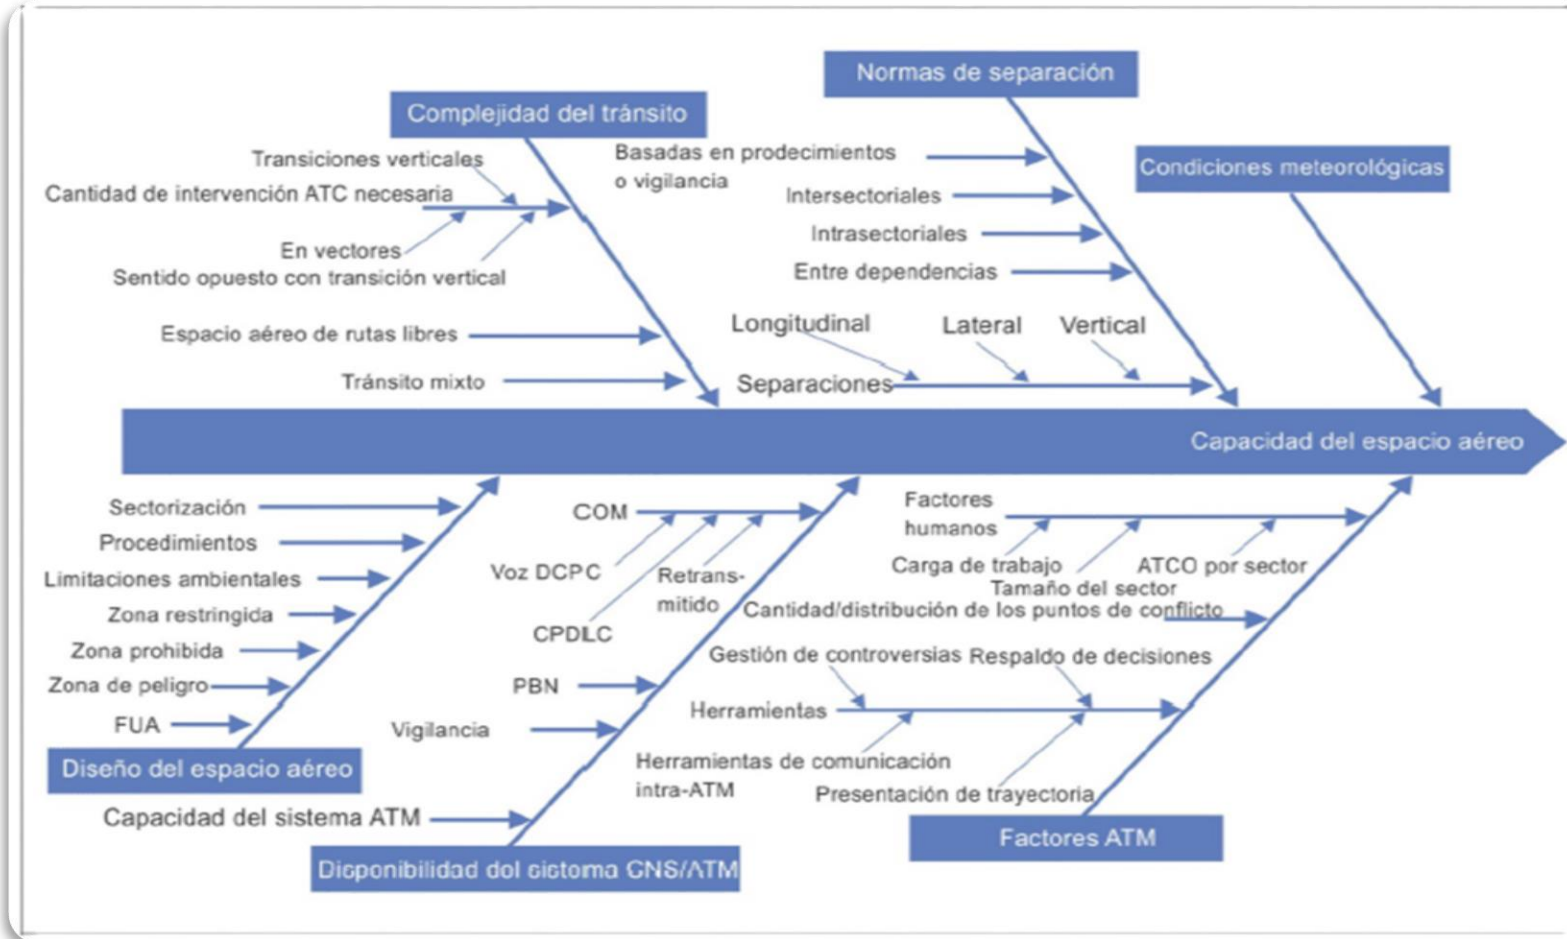 Normas de separación
Complejidad del tránsito
Transiciones verticales
Cantidad de intervención ATC necesaria
En vectores
Sentido opuesto con transición vertical
Espacio aéreo de rutas libres
Tránsito mixto
Basadas en prodecimientos
o vigilancia
Intersectoriales
Intrasectoriales
Entre dependencias
Longitudinal
Lateral
Vertical
Separaciones
Condiciones meteorológicas
Capacidad del espacio aéreo
Sectorización
Procedimientos
Limitaciones ambientales
Zona restringida
Zona prohibida
Zona de peligro
FUA
Diseño del espacio aéreo
COM
Voz DCPC
CPDLC
Retrans-
mitido
PBN
Vigilancia
Capacidad del sistema ATM
Disponibilidad del sistema CNS/ATM
Factores
humanos
Carga de trabajo
Tamaño del sector
ATCO por sector
Cantidad/distribución de los puntos de conflicto
Gestión de controversias
Respaldo de decisiones
Herramientas
Herramientas de comunicación
intra-ATM
Presentación de trayectoria
Factores ATM